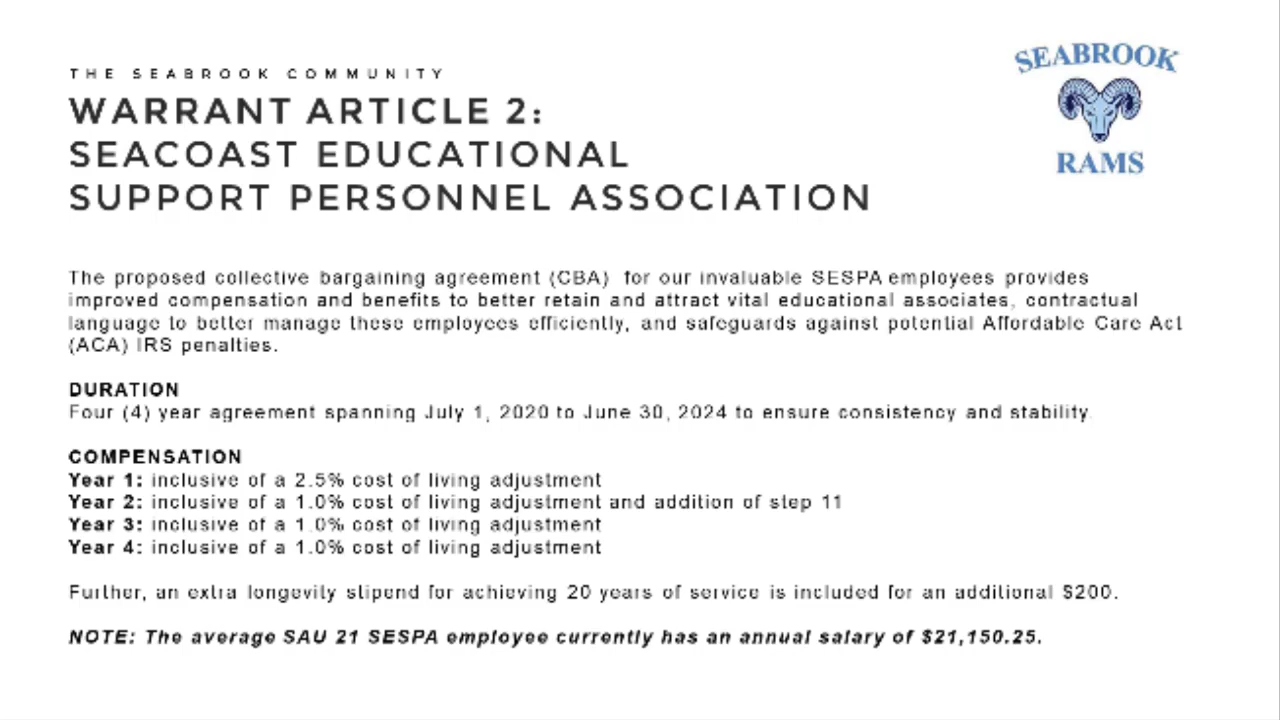 THE SEABROOK COMMUNITY
WARRANT ARTICLE 2:
SEACOAST EDUCATIONAL
SUPPORT PERSONNEL ASSOCIATION
SEABROOK
RAMS
The proposed collective bargaining agreement (CBA) for our invaluable SESPA employees provides
improved compensation and benefits to better retain and attract vital educational associates, contractual
language to better manage these employees efficiently, and safeguards against potential Affordable Care Act
(ACA) IRS penalties.
DURATION
Four (4) year agreement spanning July 1, 2020 to June 30, 2024 to ensure consistency and stability.
COMPENSATION
Year 1: inclusive of a 2.5% cost of living adjustment
Year 2: inclusive of a 1.0% cost of living adjustment and addition of step 11
Year 3: inclusive of a 1.0% cost of living adjustment
Year 4: inclusive of a 1.0% cost of living adjustment
Further, an extra longevity stipend for achieving 20 years of service is included for an additional $200.
NOTE: The average SAU 21 SESPA employee currently has an annual salary of $21,150.25.